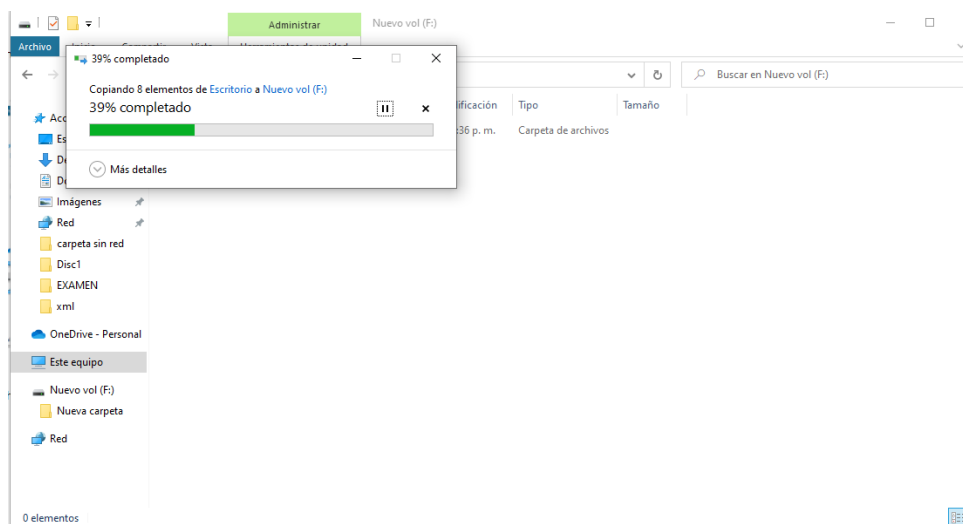 Administrar
Nuevo vol (F:)
Archivo
39% completado
Buscar en Nuevo vol (F:)
Copiando 8 elementos de Escritorio a Nuevo vol (F:)
39% completado
Tipo
Tamaño
:36 p. m.
Carpeta de archivos
Más detalles
Imágenes
Red
carpeta sin red
Disc1
EXAMEN
xml
OneDrive - Personal
Este equipo
Nuevo vol (F:)
Nueva carpeta
Red
0 elementos